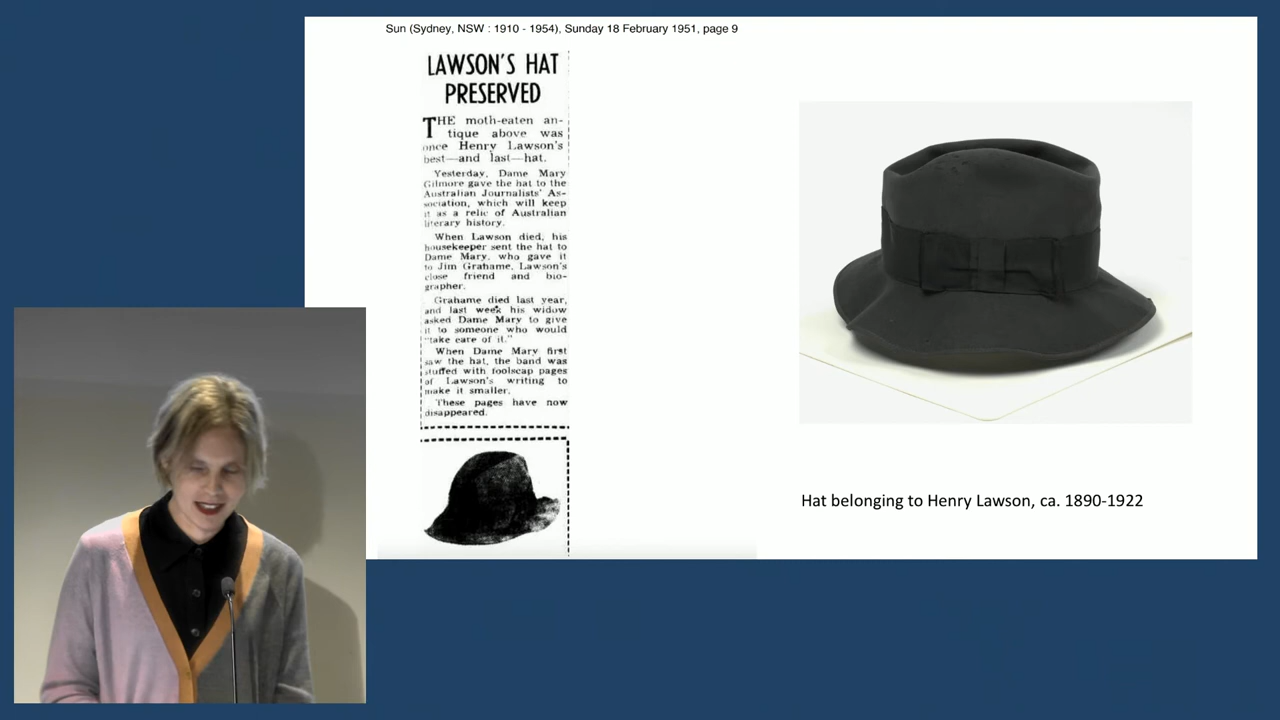 Sun (Sydney, NSW : 1910 - 1954), Sunday 18 February 1951, page 9
LAWSON'S HAT
PRESERVED
THE moth-eaten an-
tique above was
once Henry Lawson's
best—and last—hat.
Yesterday, Dame Mary
Gilmore gave the hat to the
Australian Journalists' As-
sociation, which will keep
it as a relic of Australian
literary history.
When Lawson died, his
housekeeper sent the hat to
Dame Mary, who gave it
to Jim Grahame, Lawson's
close friend and bio-
grapher.
Grahame died last year,
and last week his widow
asked Dame Mary to give
it to someone who would
"take care of it."
When Dame Mary first
saw the hat, the band was
stuffed with foolscap pages
of Lawson's writing to
make it smaller.
These pages have now
disappeared.
Hat belonging to Henry Lawson, ca. 1890-1922